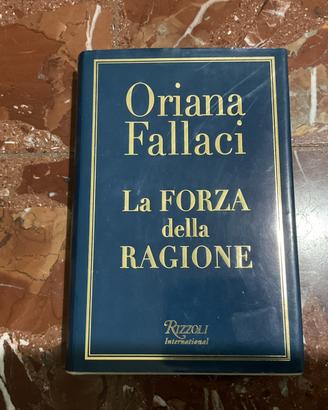 Oriana
Fallaci
La FORZA
della
RAGIONE
RIZZOLI
International